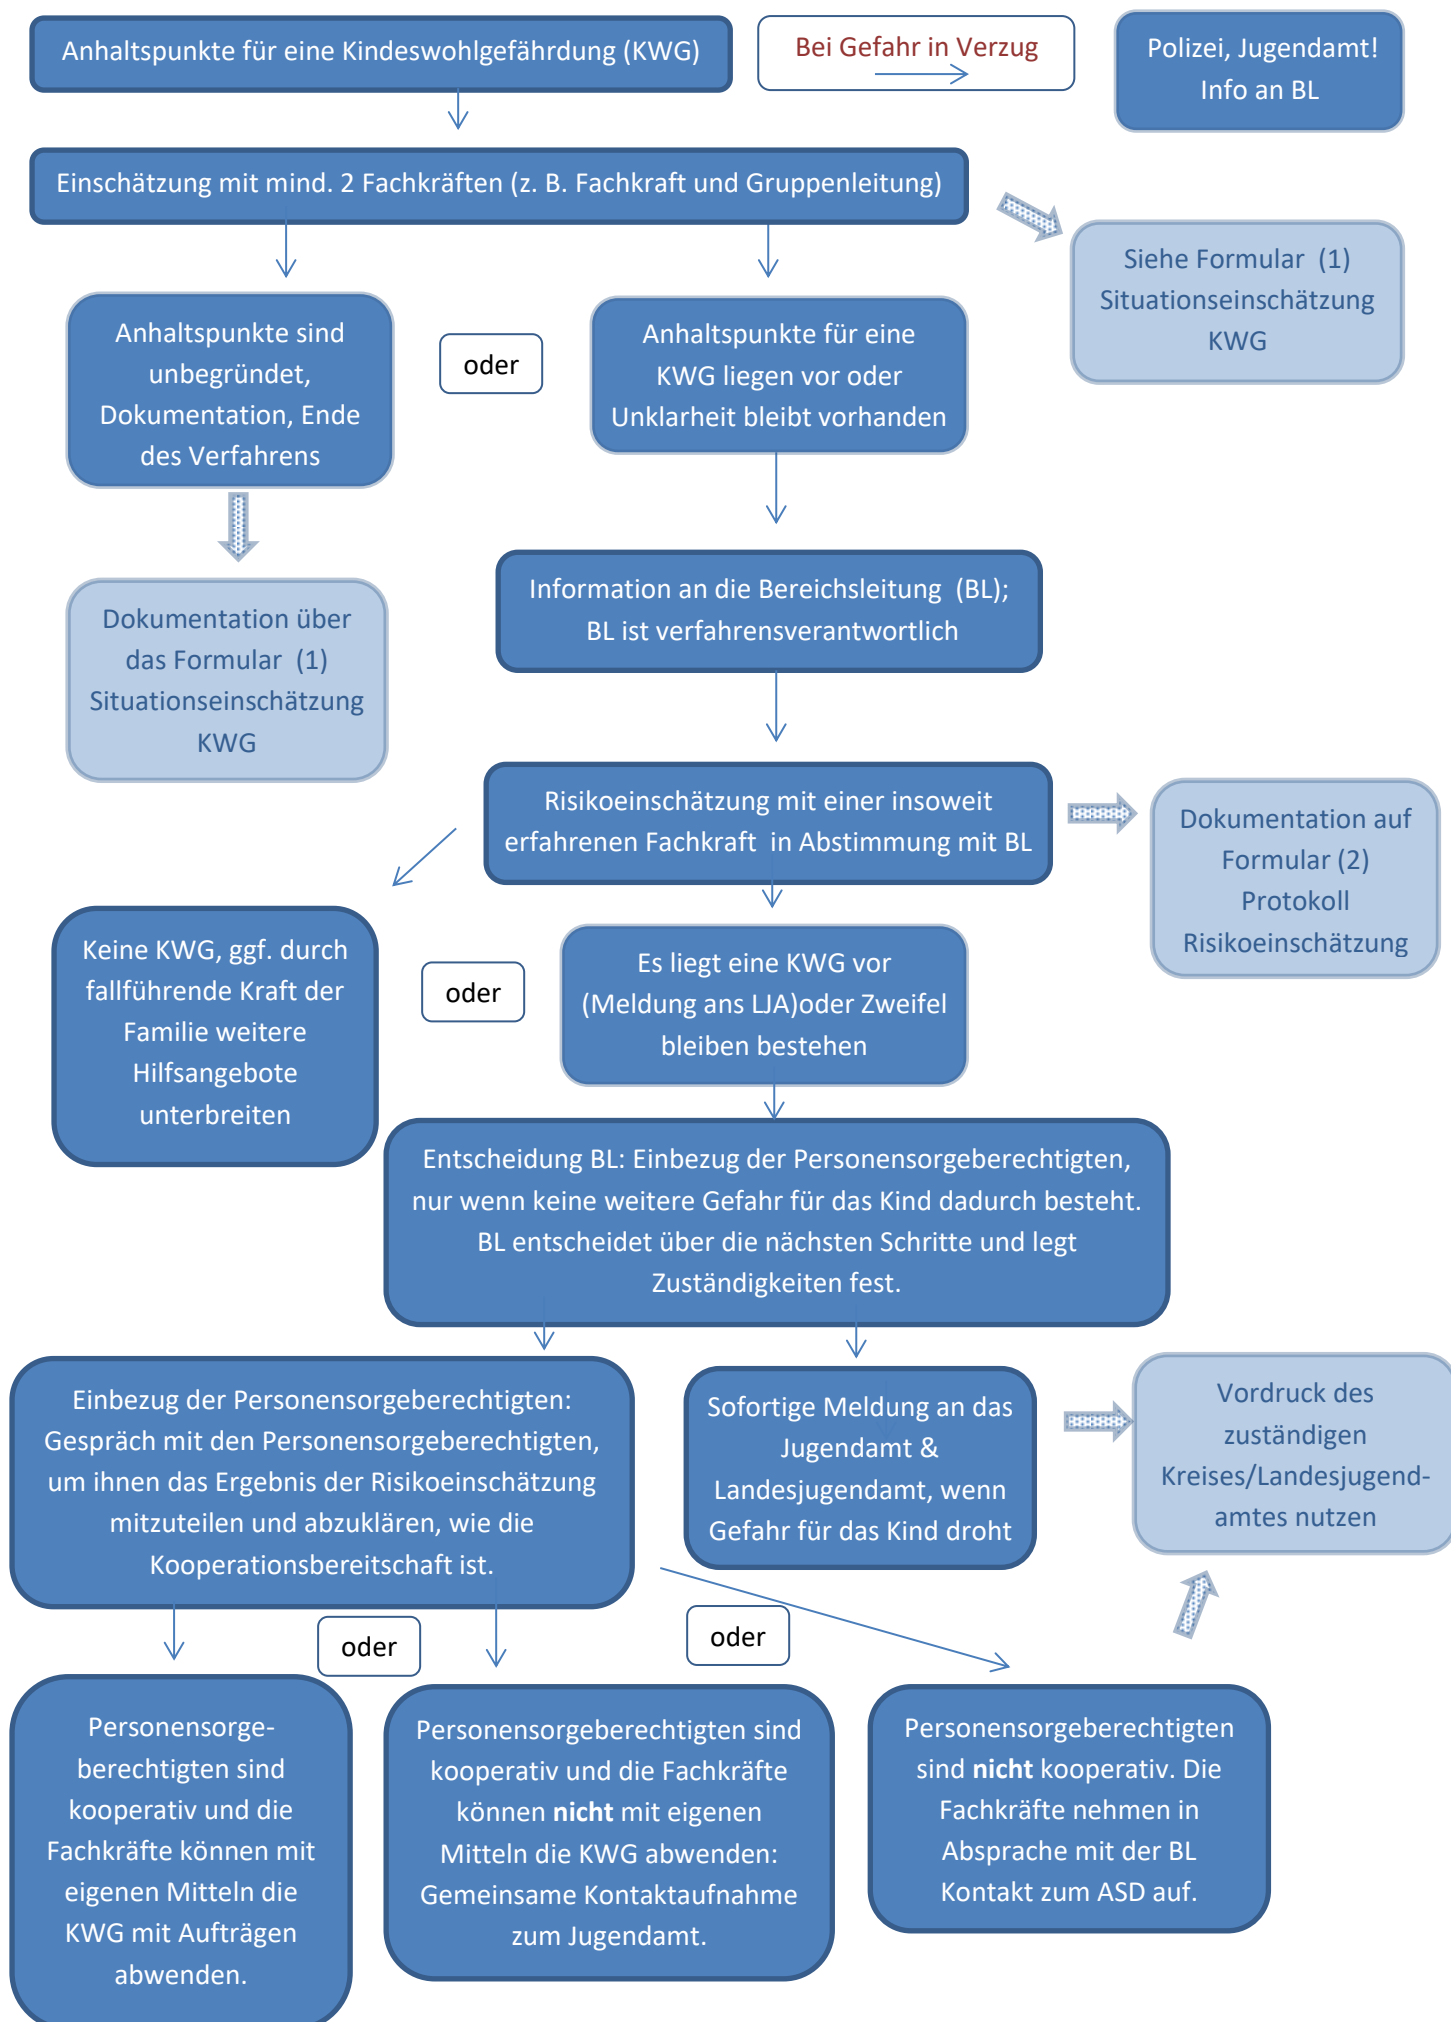 Anhaltspunkte für eine Kindeswohlgefährdung (KWG)
Bei Gefahr in Verzug
Polizei, Jugendamt!
Info an BL
Einschätzung mit mind. 2 Fachkräften (z. B. Fachkraft und Gruppenleitung)
Siehe Formular (1)
Situationseinschätzung
KWG
Anhaltspunkte sind
unbegründet,
Dokumentation, Ende
des Verfahrens
oder
Anhaltspunkte für eine
KWG liegen vor oder
Unklarheit bleibt vorhanden
Dokumentation über
das Formular (1)
Situationseinschätzung
KWG
Information an die Bereichsleitung (BL);
BL ist verfahrensverantwortlich
Risikoeinschätzung mit einer insoweit
erfahrenen Fachkraft in Abstimmung mit BL
Dokumentation auf
Formular (2)
Protokoll
Risikoeinschätzung
Keine KWG, ggf. durch
fallführende Kraft der
Familie weitere
Hilfsangebote
unterbreiten
oder
Es liegt eine KWG vor
(Meldung ans LJA)oder Zweifel
bleiben bestehen
Entscheidung BL: Einbezug der Personensorgeberechtigten,
nur wenn keine weitere Gefahr für das Kind dadurch besteht.
BL entscheidet über die nächsten Schritte und legt
Zuständigkeiten fest.
Einbezug der Personensorgeberechtigten:
Gespräch mit den Personensorgeberechtigten,
um ihnen das Ergebnis der Risikoeinschätzung
mitzuteilen und abzuklären, wie die
Kooperationsbereitschaft ist.
Sofortige Meldung an das
Jugendamt &
Landesjugendamt, wenn
Gefahr für das Kind droht
Vordruck des
zuständigen
Kreises/Landesjugend-
amtes nutzen
oder
oder
Personensorge-
berechtigten sind
kooperativ und die
Fachkräfte können mit
eigenen Mitteln die
KWG mit Aufträgen
abwenden.
Personensorgeberechtigten sind
kooperativ und die Fachkräfte
können nicht mit eigenen
Mitteln die KWG abwenden:
Gemeinsame Kontaktaufnahme
zum Jugendamt.
Personensorgeberechtigten
sind nicht kooperativ. Die
Fachkräfte nehmen in
Absprache mit der BL
Kontakt zum ASD auf.